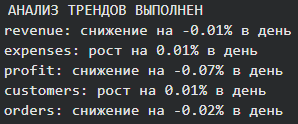 АНАЛИЗ ТРЕНДОВ ВЫПОЛНЕН
revenue: снижение на -0.01% в день
expenses: рост на 0.01% в день
profit: снижение на -0.07% в день
customers: рост на 0.01% в день
orders: снижение на -0.02% в день